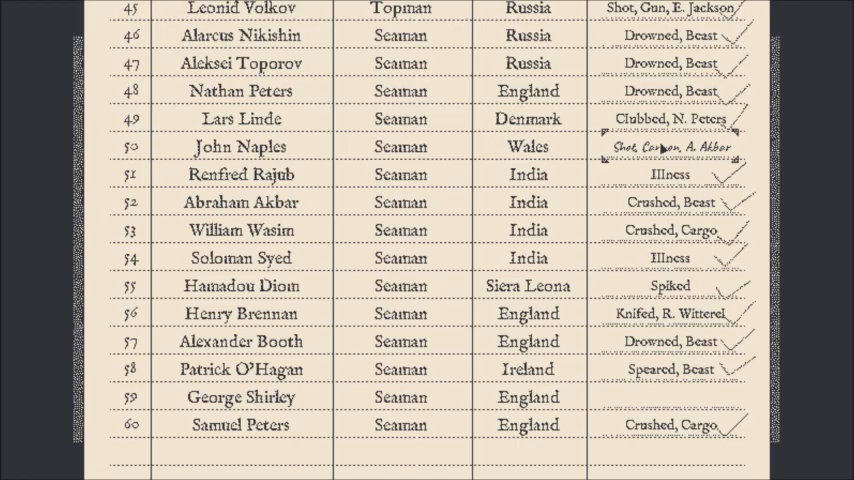 45 Leonid Volkov Topman Russia Shot, Gun, E. Jackson
46 Alarcus Nikishin Seaman Russia Drowned, Beast
47 Aleksei Toporov Seaman Russia Drowned, Beast
48 Nathan Peters Seaman England Drowned, Beast
49 Lars Linde Seaman Denmark Clubbed, N. Peters
50 John Naples Seaman Wales Shot, Cannon, A. Akbar
51 Renfred Rajub Seaman India Illness
52 Abraham Akbar Seaman India Crushed, Beast
53 William Wasim Seaman India Crushed, Cargo
54 Soloman Syed Seaman India Illness
55 Hamadou Diom Seaman Siera Leona Spiked
56 Henry Brennan Seaman England Knifed, R. Witterel
57 Alexander Booth Seaman England Drowned, Beast
58 Patrick O'Hagan Seaman Ireland Speared, Beast
59 George Shirley Seaman England
60 Samuel Peters Seaman England Crushed, Cargo